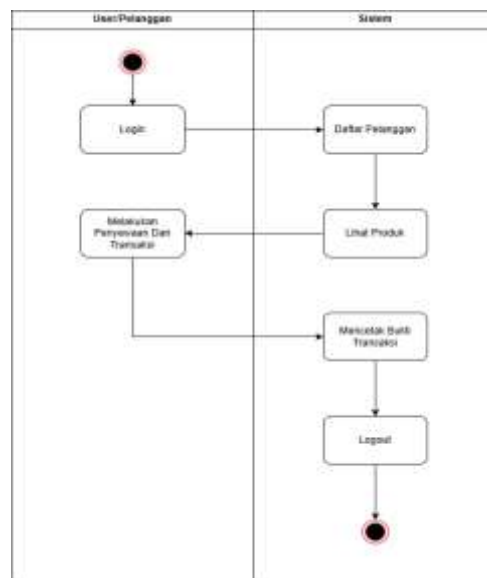 User/Pelanggan
Sistem
Login
Daftar Pelanggan
Melakukan
Penyewaan Dan
Transaksi
Lihat Produk
Mencetak Bukti
Transaksi
Logout